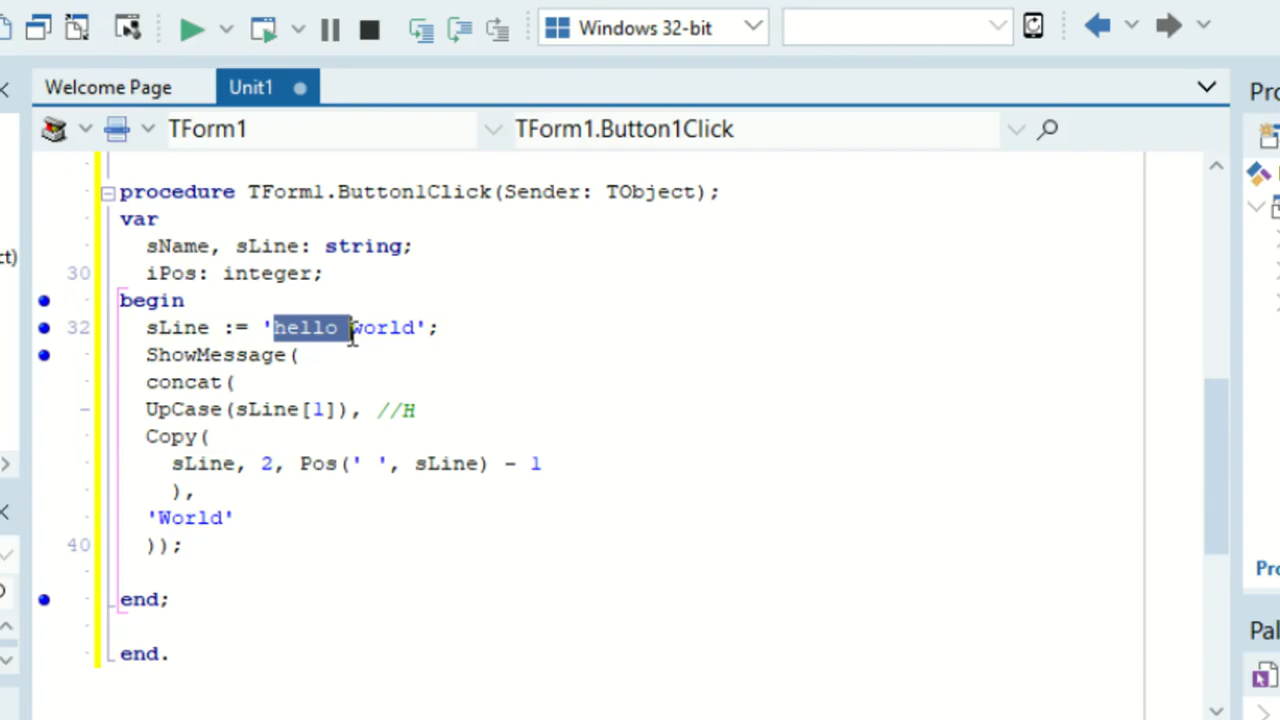 Windows 32-bit
Welcome Page
Unit1
TForm1
TForm1.Button1Click
procedure TForm1.Button1Click(Sender: TObject);
var
sName, sLine: string;
30 iPos: integer;
begin
32 sLine := 'hello world';
ShowMessage(
concat(
UpCase(sLine[1]), //H
Copy(
sLine, 2, Pos(' ', sLine) - 1
),
'World'
40 ));
end;
end.